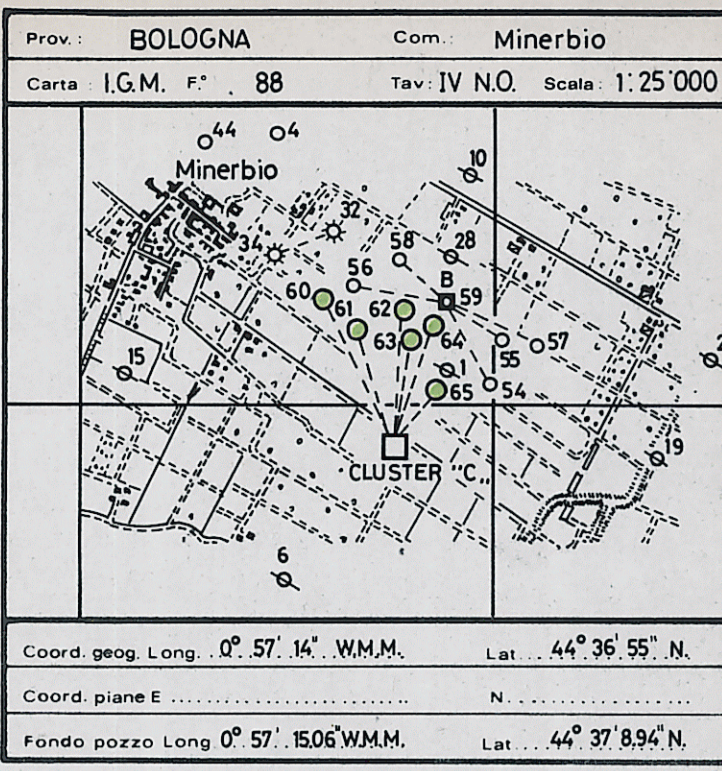 Prov.: BOLOGNA Com.: Minerbio
Carta I.G.M. F.° . 88 Tav: IV N.O. Scala: 1:25'000
44 4
Minerbio
10
32
34 58 28
56 B
59
60 61 62 64
63 55 57
15 1
65 54
19
CLUSTER "C"
6
Coord. geog. Long. 0° 57' 14" W.M.M. Lat 44° 36' 55" N.
Coord. piane E N.
Fondo pozzo Long. 0° 57' 15.06" W.M.M. Lat. 44° 37' 8.94" N.